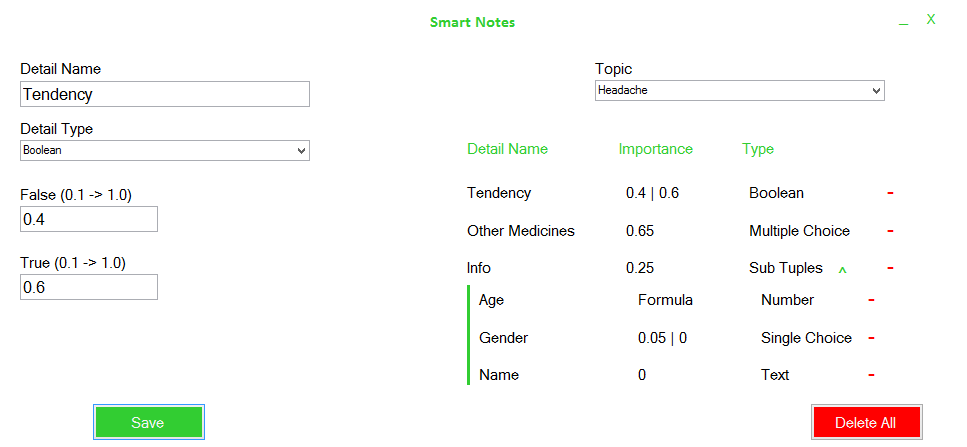 Smart Notes
_ X
Detail Name
Tendency
Detail Type
Boolean
False (0.1 -> 1.0)
0.4
True (0.1 -> 1.0)
0.6
Save
Topic
Headache
Detail Name Importance Type
Tendency 0.4 | 0.6 Boolean -
Other Medicines 0.65 Multiple Choice -
Info 0.25 Sub Tuples ^ -
Age Formula Number -
Gender 0.05 | 0 Single Choice -
Name 0 Text -
Delete All